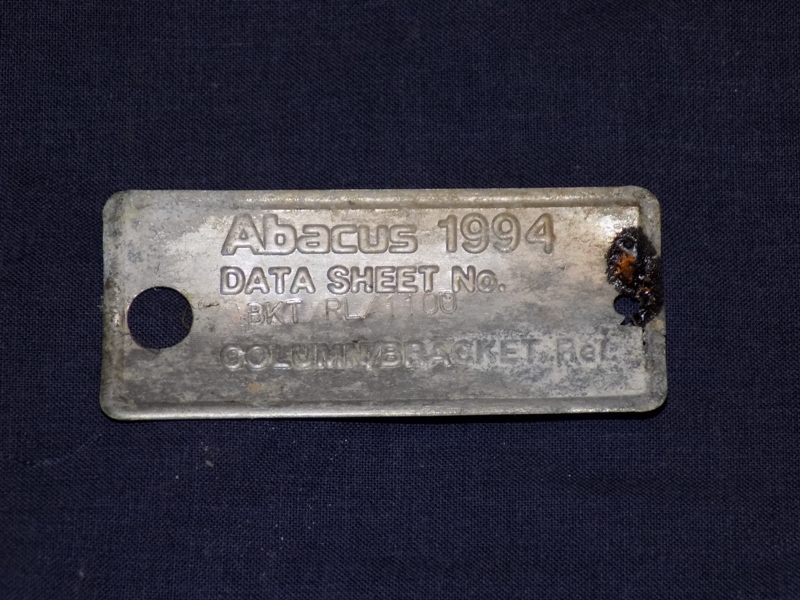 Abacus 1994
DATA SHEET No.
BKT RL/1100
COLUMN/BRACKET Ref.